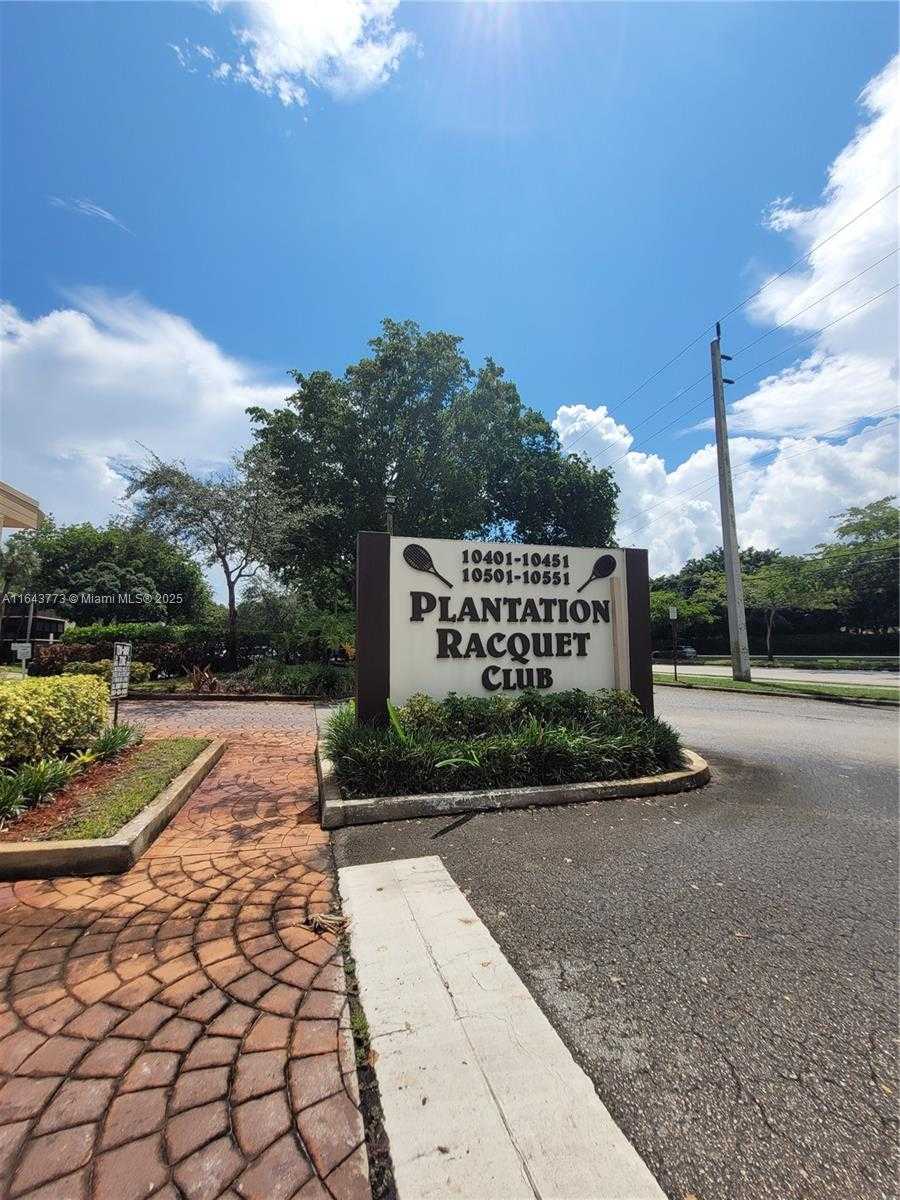 10401-10451
10501-10551
PLANTATION
RACQUET
CLUB
A11643773 © Miami MLS® 2025